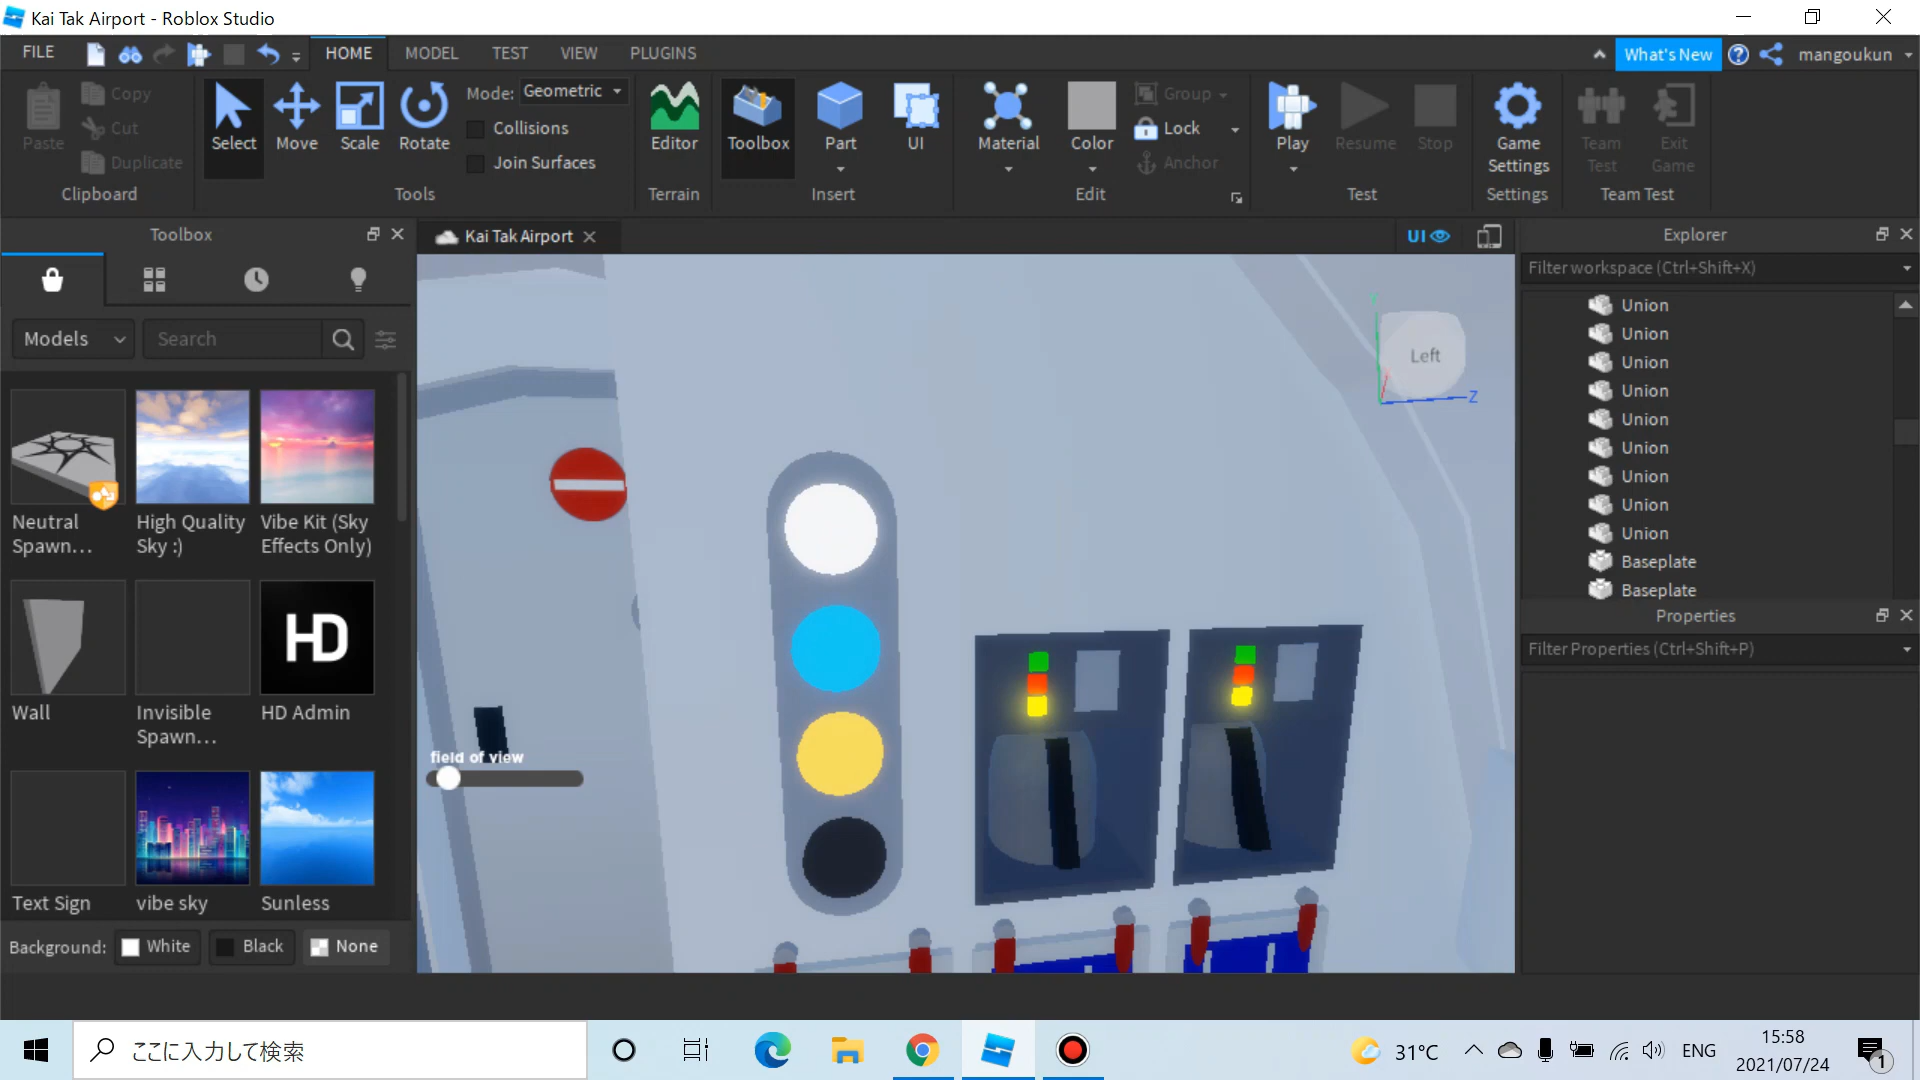 Kai Tak Airport - Roblox Studio
FILE
HOME
MODEL
TEST
VIEW
PLUGINS
What's New
mangoukun
Paste
Copy
Cut
Duplicate
Clipboard
Select
Move
Scale
Rotate
Mode:
Geometric
Collisions
Join Surfaces
Tools
Editor
Terrain
Toolbox
Part
UI
Insert
Material
Color
Group
Lock
Anchor
Edit
Play
Resume
Stop
Test
Game
Settings
Settings
Team
Test
Exit
Game
Team Test
Toolbox
Kai Tak Airport
UI
Explorer
Filter workspace (Ctrl+Shift+X)
Models
Search
Neutral
Spawn...
High Quality
Sky :)
Vibe Kit (Sky
Effects Only)
HD
Wall
Invisible
Spawn...
HD Admin
Text Sign
vibe sky
Sunless
Background:
White
Black
None
field of view
Left
Y
Z
Union
Union
Union
Union
Union
Union
Union
Union
Union
Baseplate
Baseplate
Properties
Filter Properties (Ctrl+Shift+P)
ここに入力して検索
31°C
ENG
15:58
2021/07/24
1